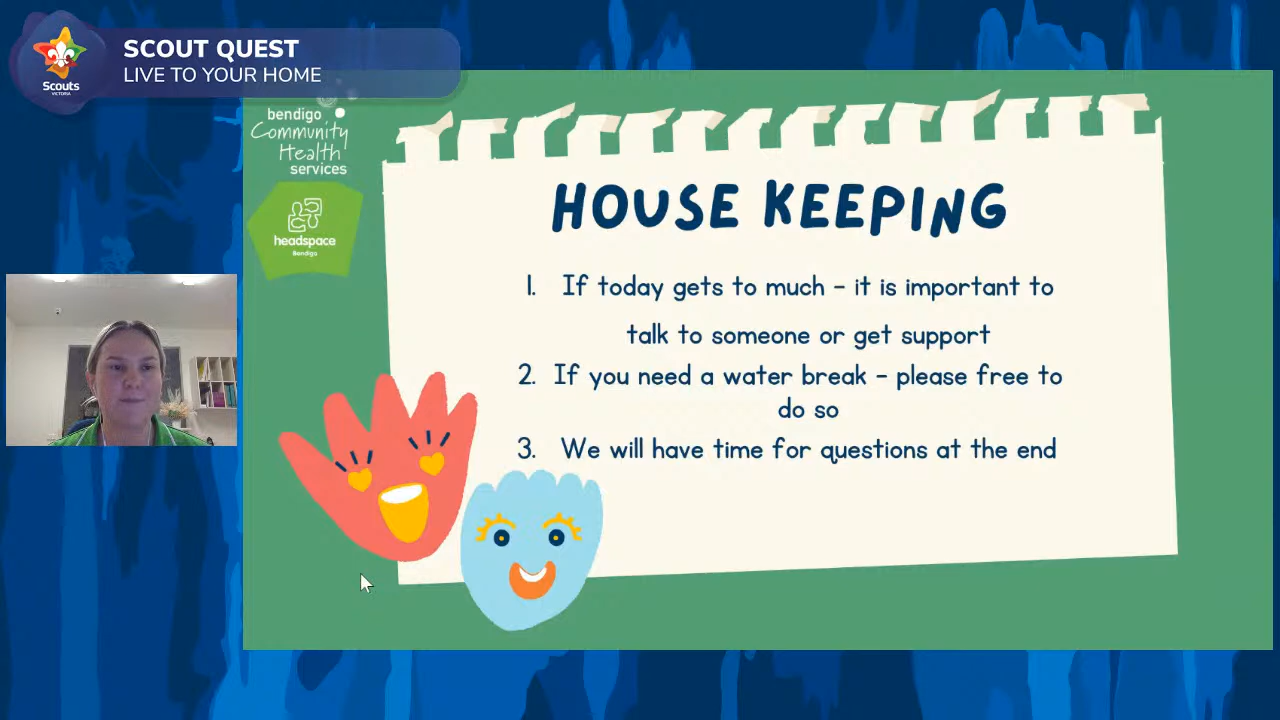 SCOUT QUEST
LIVE TO YOUR HOME
Scouts
VICTORIA
bendigo
Community
Health
services
headspace
Bendigo
HOUSE KEEPING
1. If today gets to much - it is important to
talk to someone or get support
2. If you need a water break - please free to
do so
3. We will have time for questions at the end